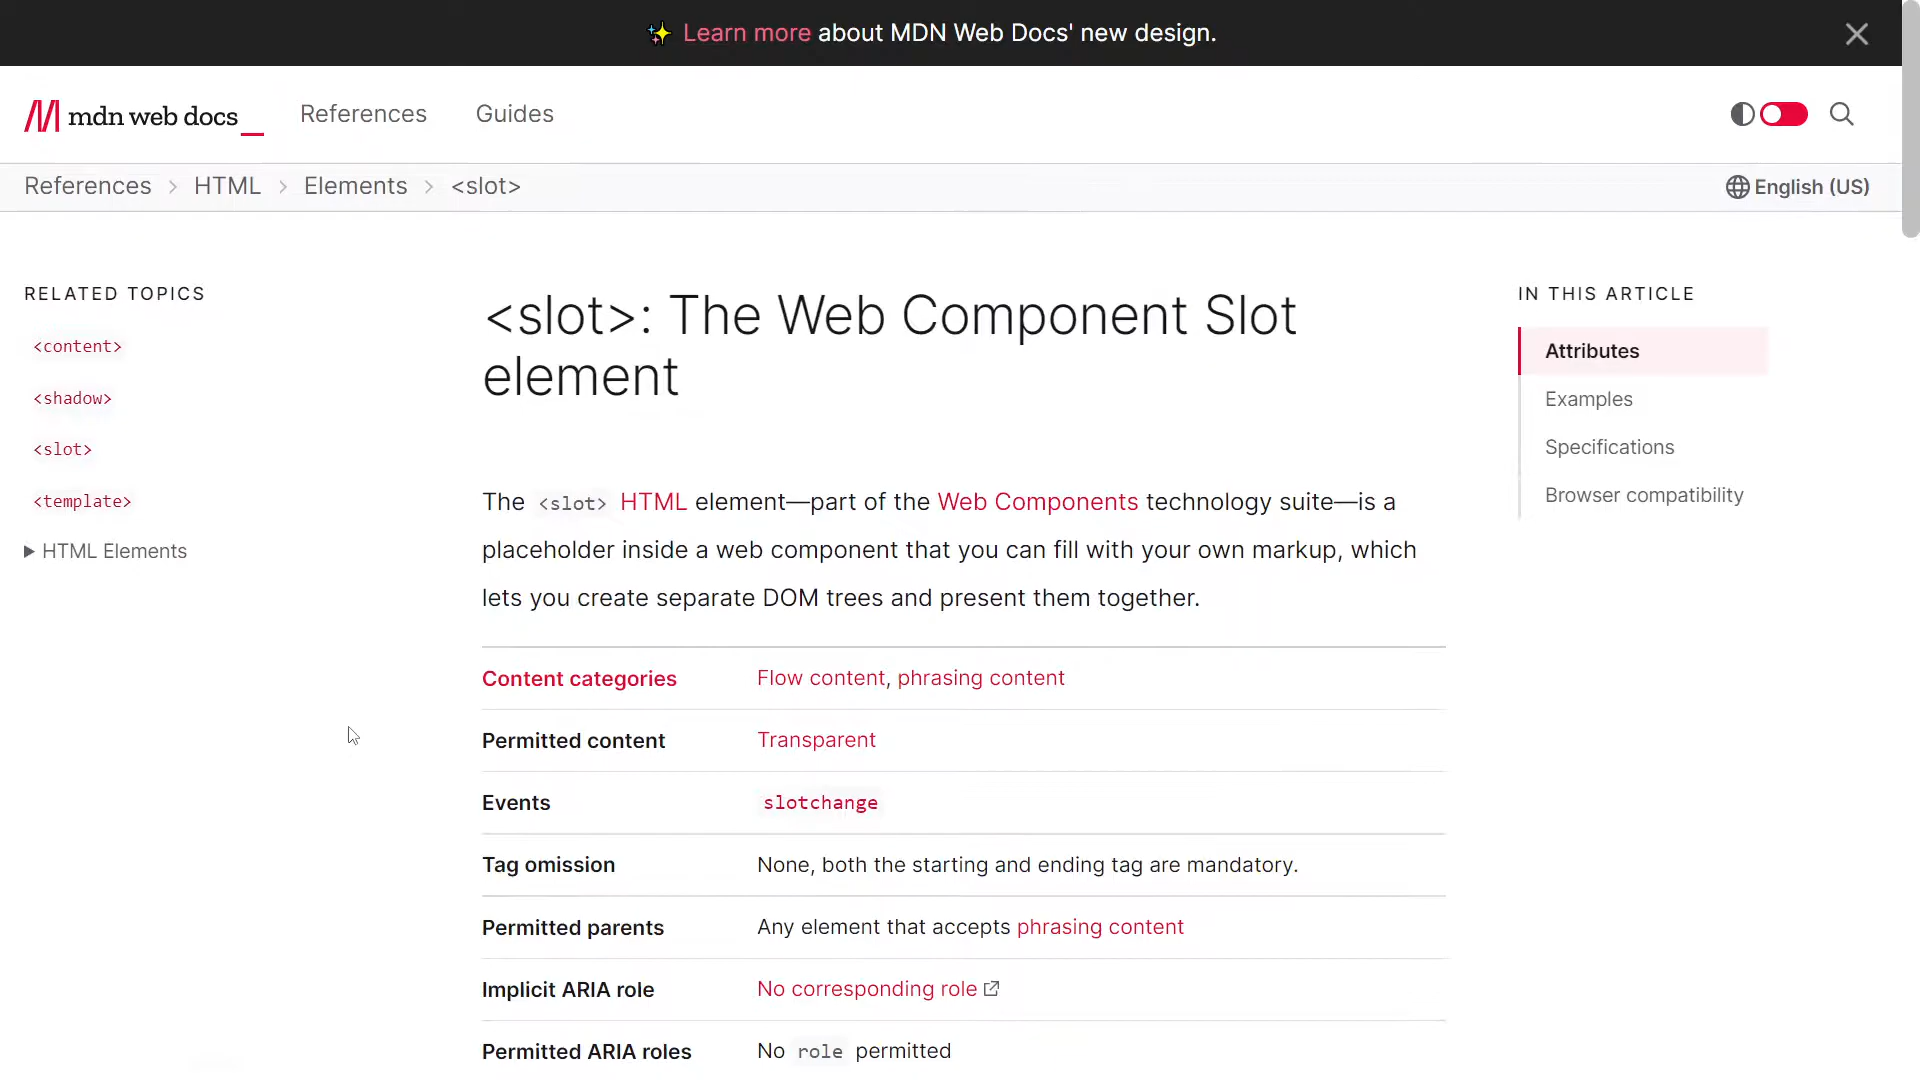 ✨ Learn more about MDN Web Docs' new design.
mdn web docs_ References Guides
References > HTML > Elements > <slot> English (US)
RELATED TOPICS
<content>
<shadow>
<slot>
<template>
HTML Elements
<slot>: The Web Component Slot
element
The <slot> HTML element—part of the Web Components technology suite—is a
placeholder inside a web component that you can fill with your own markup, which
lets you create separate DOM trees and present them together.
Content categories Flow content, phrasing content
Permitted content Transparent
Events slotchange
Tag omission None, both the starting and ending tag are mandatory.
Permitted parents Any element that accepts phrasing content
Implicit ARIA role No corresponding role
Permitted ARIA roles No role permitted
IN THIS ARTICLE
Attributes
Examples
Specifications
Browser compatibility